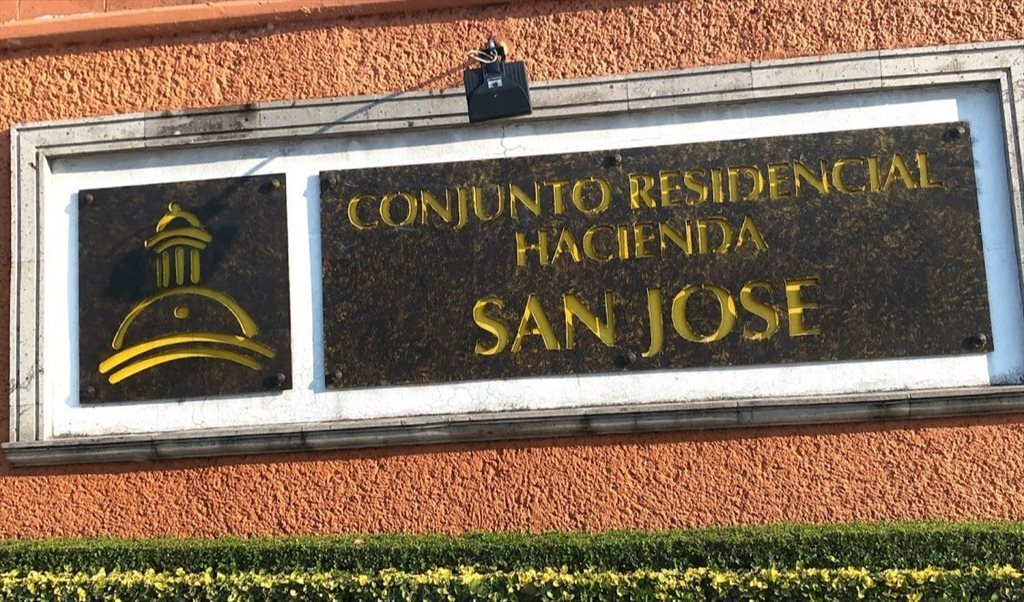 CONJUNTO RESIDENCIAL
HACIENDA
SAN JOSE